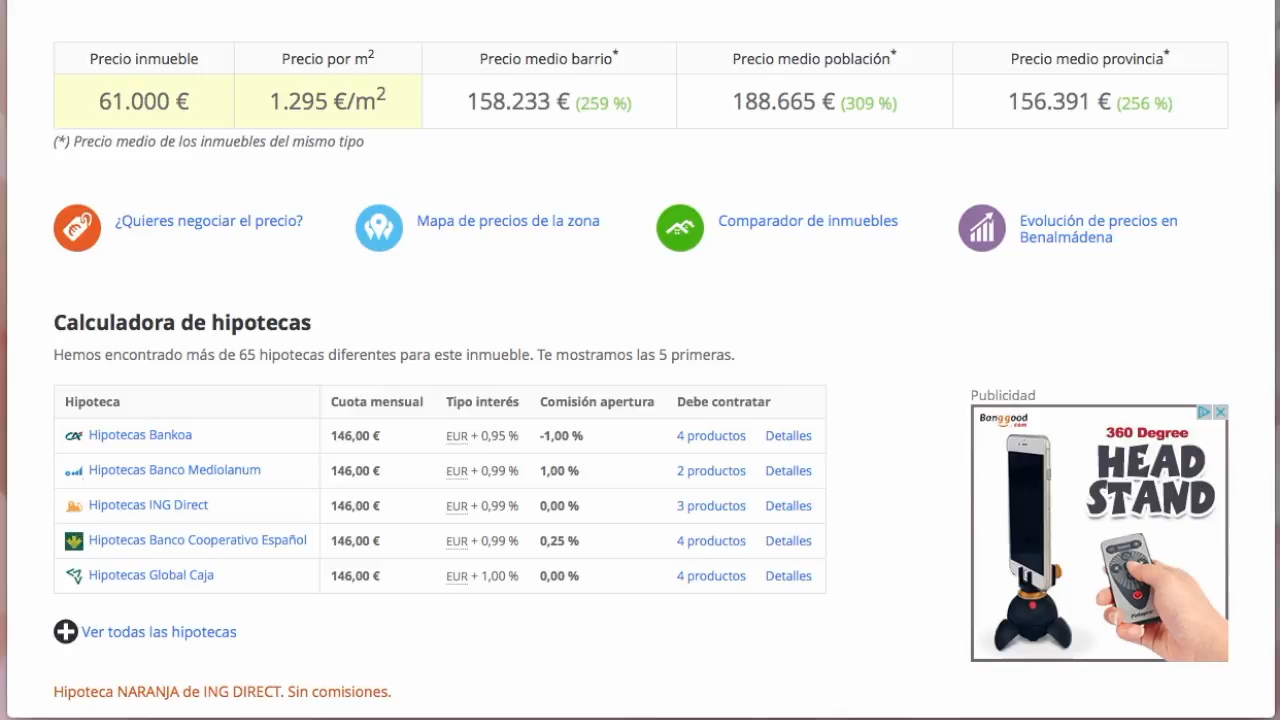 Precio inmueble
Precio por m²
Precio medio barrio*
Precio medio población*
Precio medio provincia*
61.000 €
1.295 €/m²
158.233 € (259 %)
188.665 € (309 %)
156.391 € (256 %)
(*) Precio medio de los inmuebles del mismo tipo
¿Quieres negociar el precio?
Mapa de precios de la zona
Comparador de inmuebles
Evolución de precios en
Benalmádena
Calculadora de hipotecas
Hemos encontrado más de 65 hipotecas diferentes para este inmueble. Te mostramos las 5 primeras.
Hipoteca Cuota mensual Tipo interés Comisión apertura Debe contratar
Hipotecas Bankoa 146,00 € EUR + 0,95 % -1,00 % 4 productos Detalles
Hipotecas Banco Mediolanum 146,00 € EUR + 0,99 % 1,00 % 2 productos Detalles
Hipotecas ING Direct 146,00 € EUR + 0,99 % 0,00 % 3 productos Detalles
Hipotecas Banco Cooperativo Español 146,00 € EUR + 0,99 % 0,25 % 4 productos Detalles
Hipotecas Global Caja 146,00 € EUR + 1,00 % 0,00 % 4 productos Detalles
Ver todas las hipotecas
Hipoteca NARANJA de ING DIRECT. Sin comisiones.
Publicidad
Banggood
.com
360 Degree
HEAD
STAND